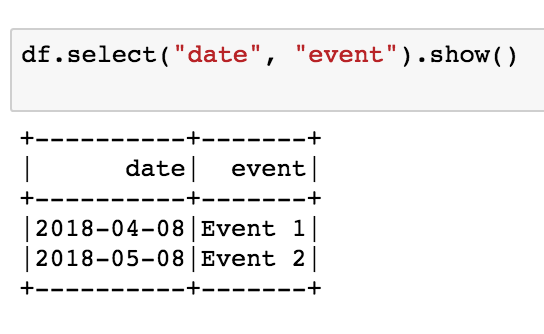 df.select("date", "event").show()
+----------+-------+
|      date|  event|
+----------+-------+
|2018-04-08|Event 1|
|2018-05-08|Event 2|
+----------+-------+